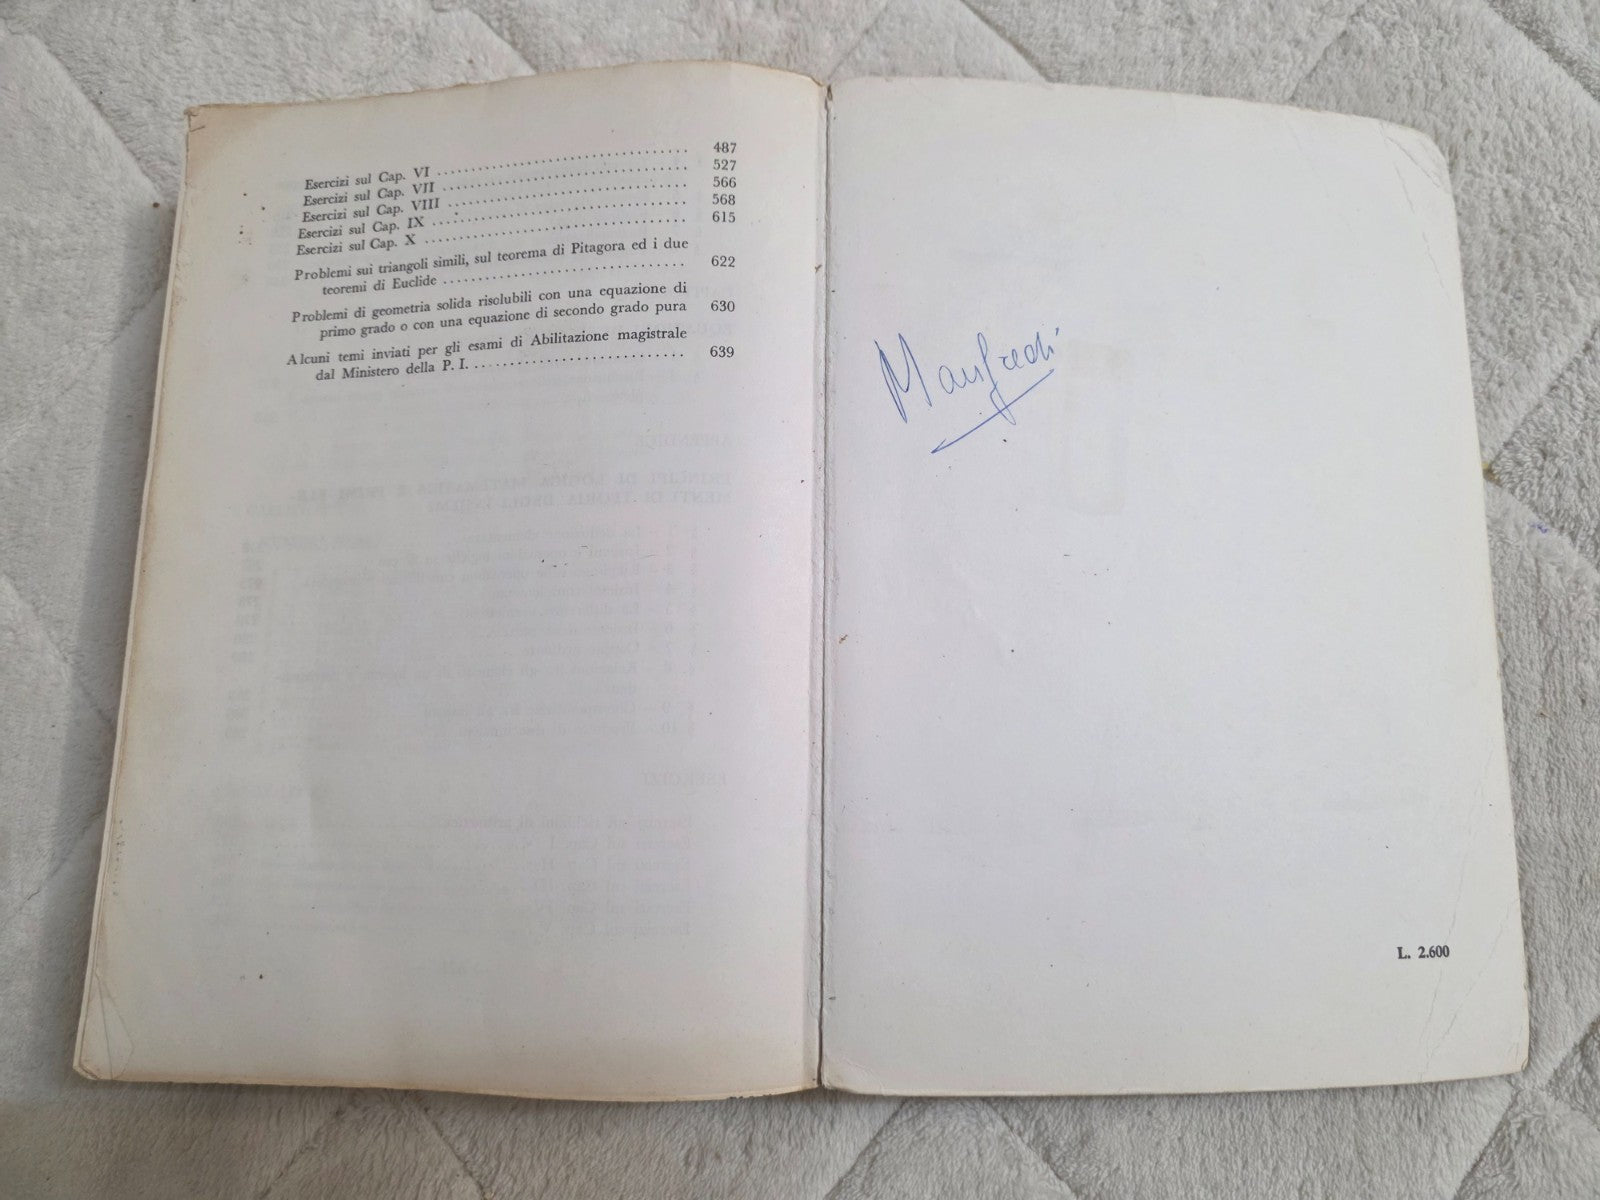 Esercizi sul Cap. VI . . . . . . . . . . . . . . . . . . . . 487
Esercizi sul Cap. VII . . . . . . . . . . . . . . . . . . . . 527
Esercizi sul Cap. VIII . . . . . . . . . . . . . . . . . . . . 566
Esercizi sul Cap. IX . . . . . . . . . . . . . . . . . . . . 568
Esercizi sul Cap. X . . . . . . . . . . . . . . . . . . . . 615
Problemi sui triangoli simili, sul teorema di Pitagora ed i due
teoremi di Euclide . . . . . . . . . . . . . . . . . . . . 622
Problemi di geometria solida risolubili con una equazione di
primo grado o con una equazione di secondo grado pura 630
Alcuni temi inviati per gli esami di Abilitazione magistrale
dal Ministero della P. I. . . . . . . . . . . . . . . . . . . . 639
Manfredi
L. 2.600